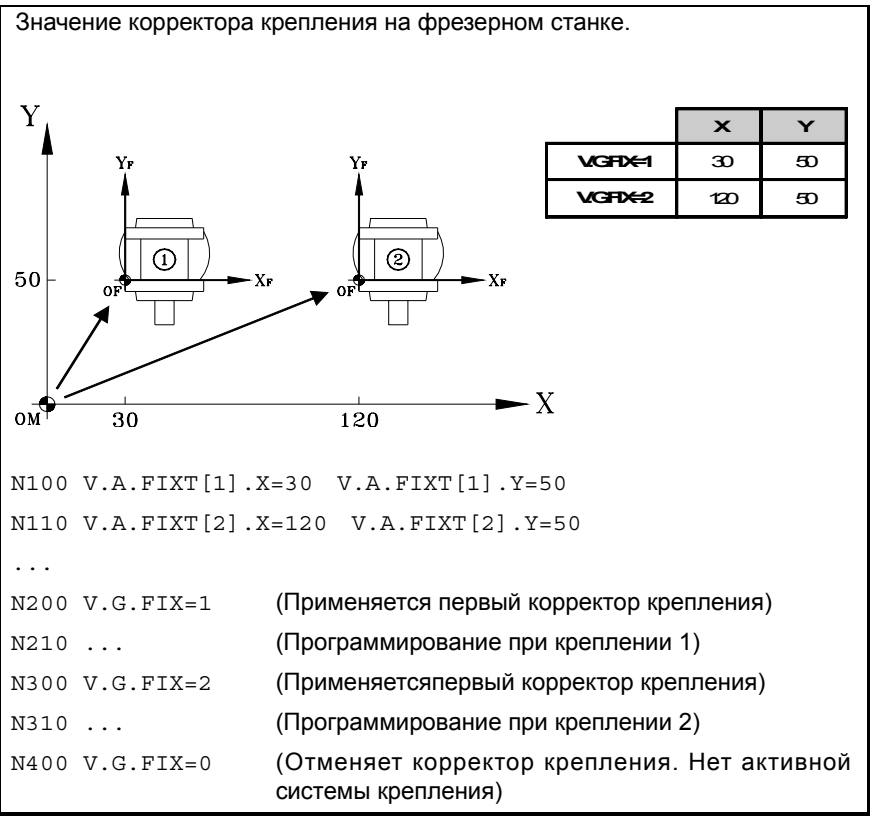 Значение корректора крепления на фрезерном станке.
Y
X Y
V.G.FIX=1 30 50
V.G.FIX=2 120 50
YF YF
1 2
50
OF XF OF XF
OM 30 120 X
N100 V.A.FIXT[1].X=30 V.A.FIXT[1].Y=50
N110 V.A.FIXT[2].X=120 V.A.FIXT[2].Y=50
...
N200 V.G.FIX=1 (Применяется первый корректор крепления)
N210 ... (Программирование при креплении 1)
N300 V.G.FIX=2 (Применяетсяпервый корректор крепления)
N310 ... (Программирование при креплении 2)
N400 V.G.FIX=0 (Отменяет корректор крепления. Нет активной
системы крепления)